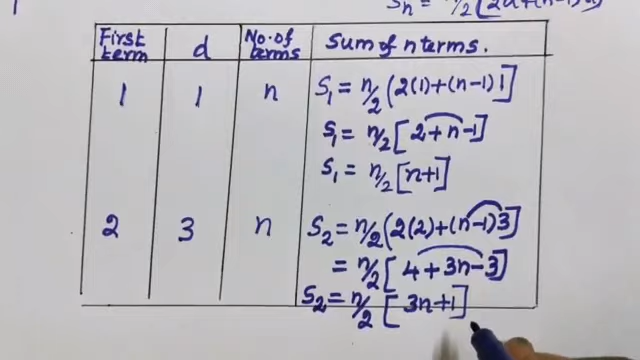 Sn = n/2 [2a+(n-1)d]
First term d No. of terms Sum of n terms.
1 1 n S1 = n/2 (2(1)+(n-1)1]
S1 = n/2 [2+n-1]
S1 = n/2 [n+1]
2 3 n S2 = n/2 (2(2)+(n-1)3]
= n/2 [4+3n-3]
S2 = n/2 [3n+1]